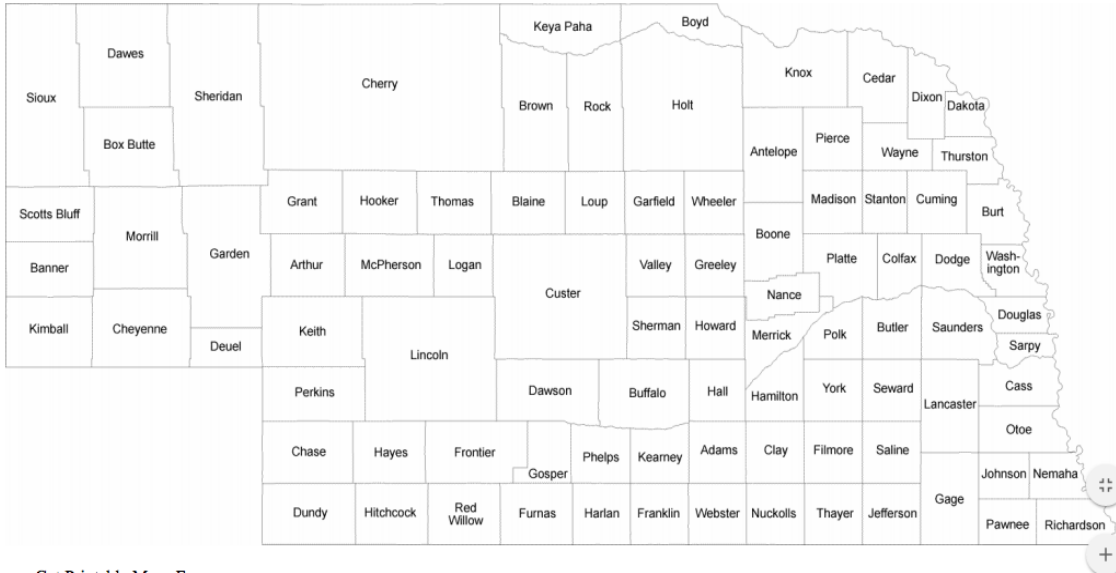 Keya Paha
Boyd
Dawes
Knox
Cherry
Cedar
Sioux
Sheridan
Dixon
Brown
Rock
Holt
Dakota
Box Butte
Pierce
Antelope
Wayne
Thurston
Grant
Hooker
Thomas
Blaine
Loup
Garfield
Wheeler
Madison
Stanton
Cuming
Scotts Bluff
Burt
Morrill
Boone
Garden
Banner
Arthur
McPherson
Logan
Valley
Greeley
Platte
Colfax
Dodge
Wash-
ington
Custer
Nance
Kimball
Cheyenne
Keith
Sherman
Howard
Merrick
Polk
Butler
Saunders
Douglas
Deuel
Lincoln
Sarpy
Perkins
Dawson
Buffalo
Hall
Hamilton
York
Seward
Lancaster
Cass
Otoe
Chase
Hayes
Frontier
Gosper
Phelps
Kearney
Adams
Clay
Filmore
Saline
Johnson
Nemaha
Gage
Dundy
Hitchcock
Red
Willow
Furnas
Harlan
Franklin
Webster
Nuckolls
Thayer
Jefferson
Pawnee
Richardson